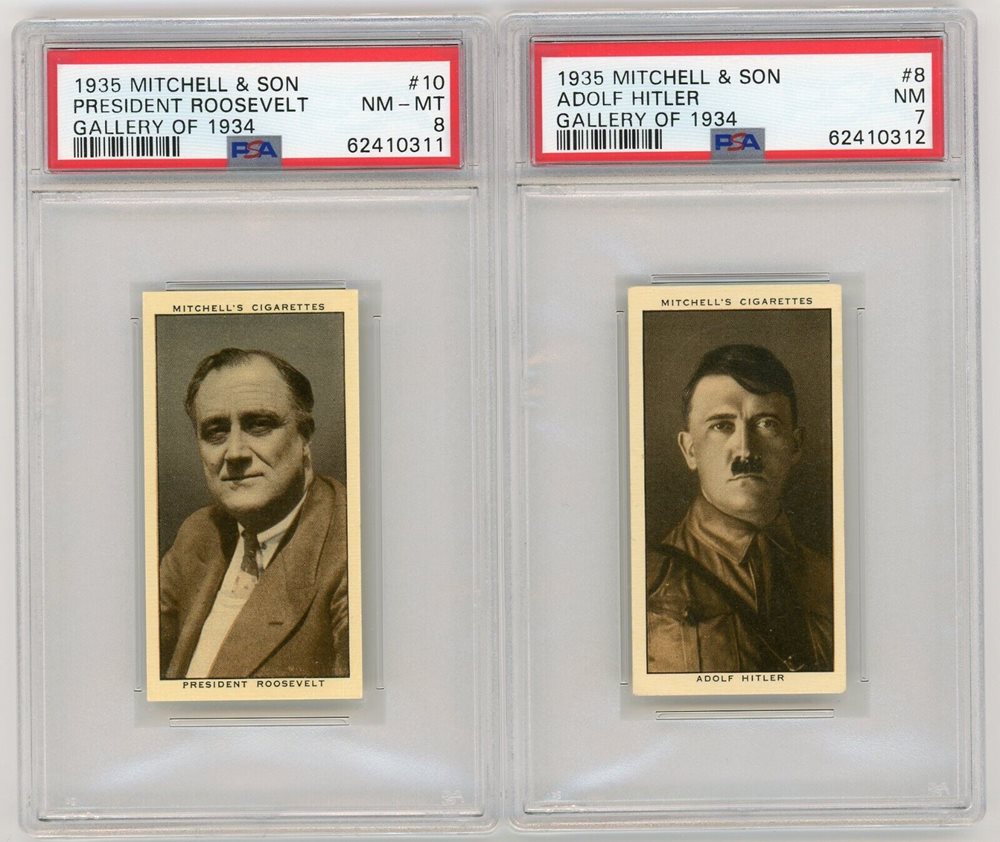 1935 MITCHELL & SON #10
PRESIDENT ROOSEVELT NM - MT
GALLERY OF 1934 8
PSA 62410311
MITCHELL'S CIGARETTES
PRESIDENT ROOSEVELT
1935 MITCHELL & SON #8
ADOLF HITLER NM
GALLERY OF 1934 7
PSA 62410312
MITCHELL'S CIGARETTES
ADOLF HITLER